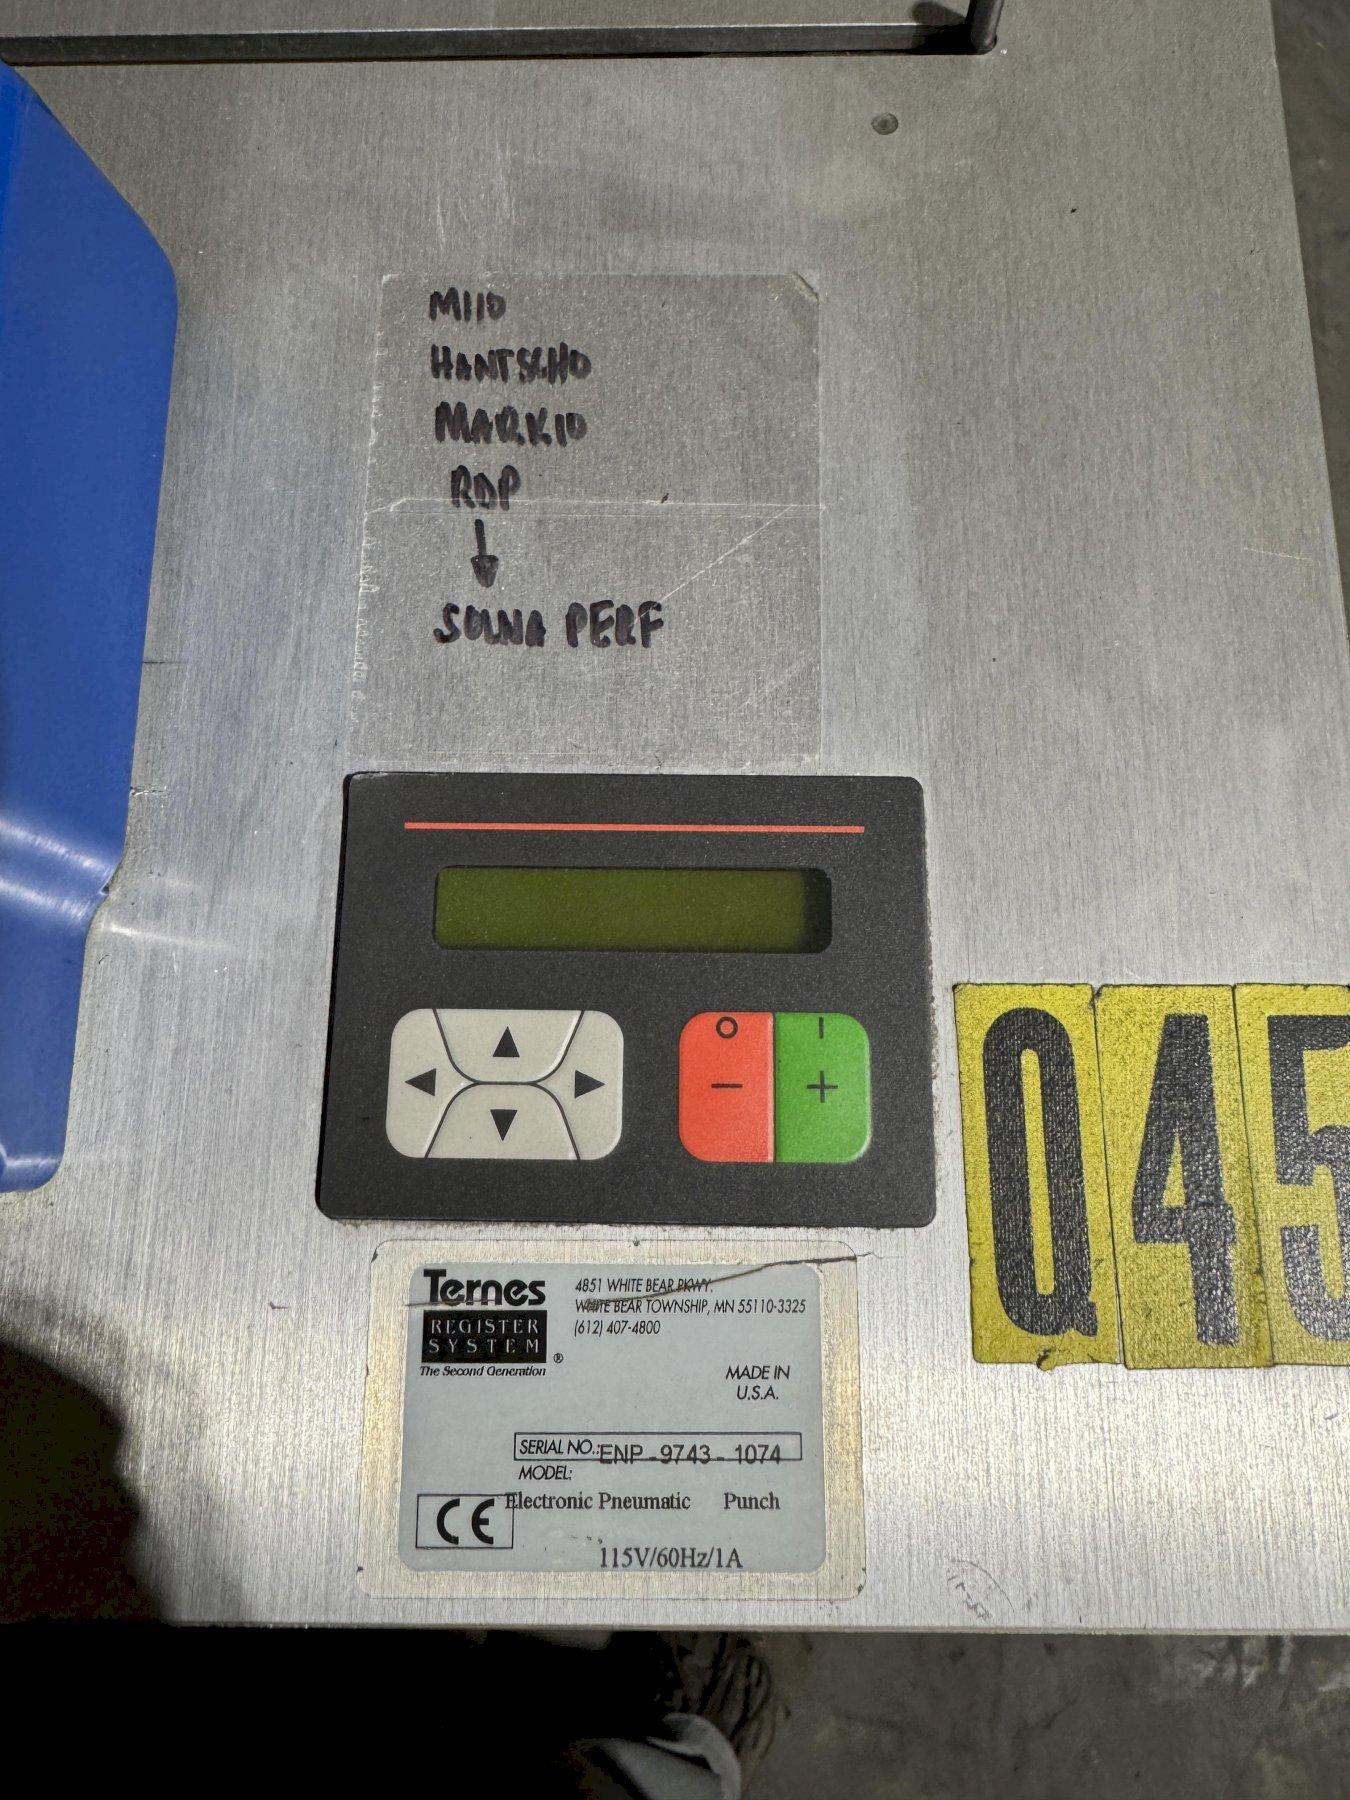 M110
HANTSCHO
MARK10
RDP
↓
SOLNA PERF
O I
− +
Q45
Ternes
REGISTER
SYSTEM
®
The Second Generation
4851 WHITE BEAR PKWY.
WHITE BEAR TOWNSHIP, MN 55110-3325
(612) 407-4800
MADE IN
U.S.A.
SERIAL NO.: ENP - 9743 - 1074
MODEL:
Electronic Pneumatic Punch
CE
115V/60Hz/1A